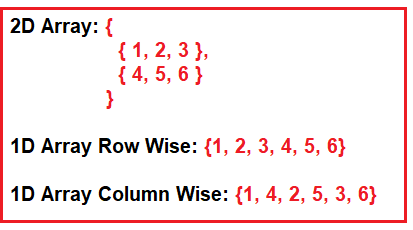 2D Array: {
{ 1, 2, 3 },
{ 4, 5, 6 }
}
1D Array Row Wise: {1, 2, 3, 4, 5, 6}
1D Array Column Wise: {1, 4, 2, 5, 3, 6}